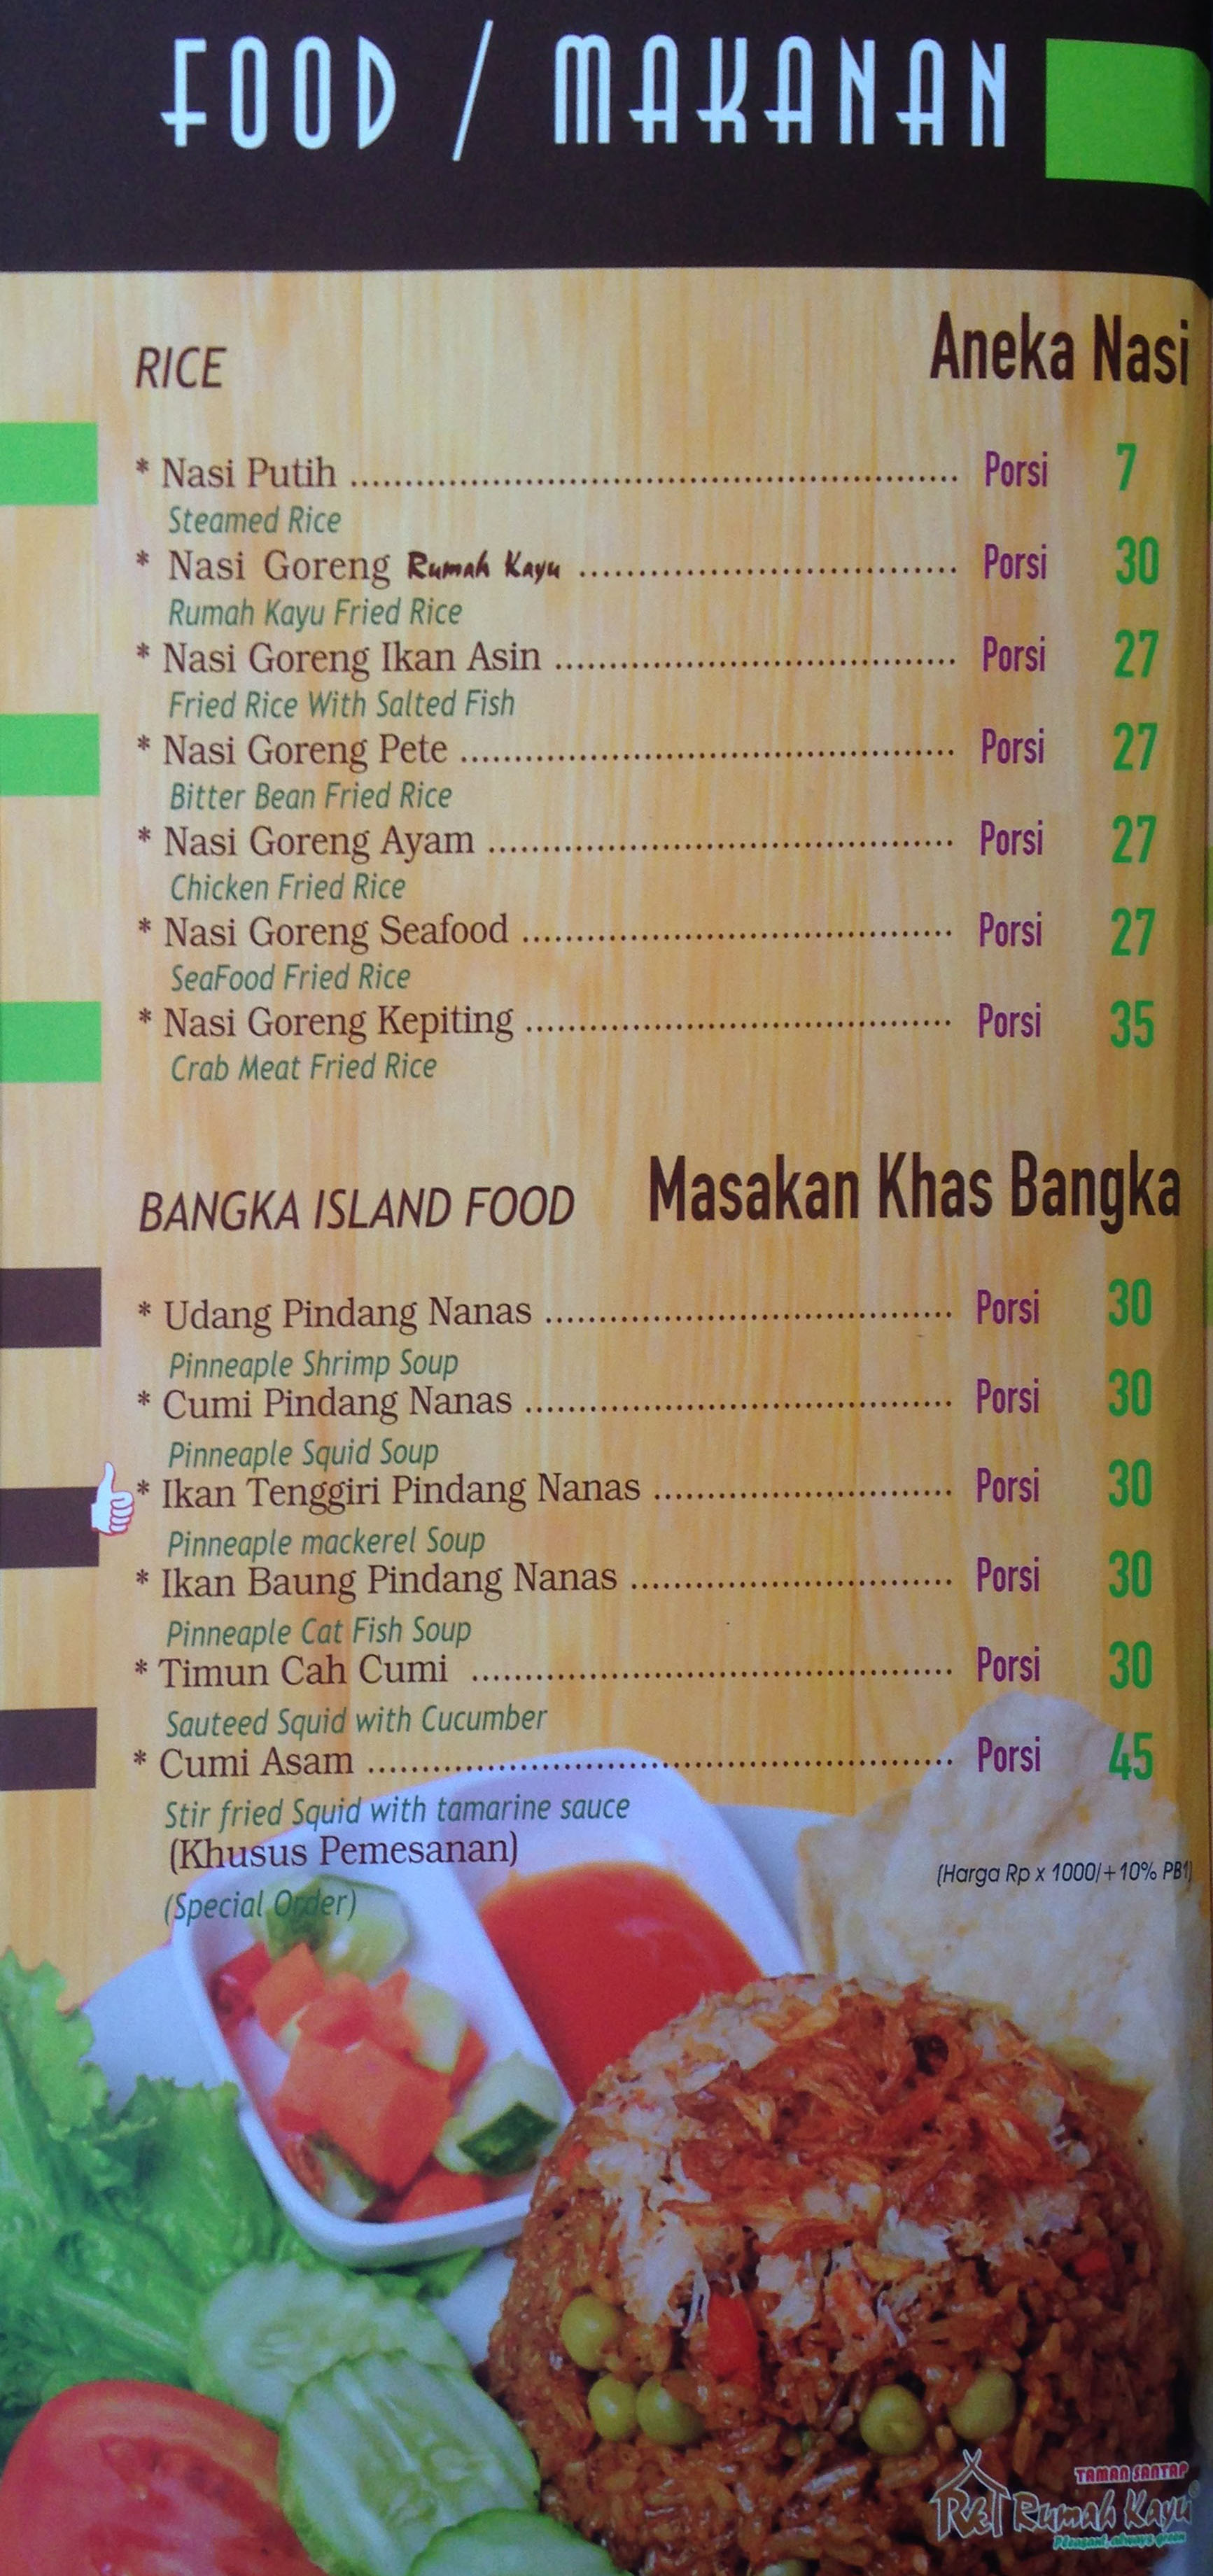 FOOD / MAKANAN
RICE Aneka Nasi
* Nasi Putih ........................................................ Porsi 7
Steamed Rice
* Nasi Goreng Rumah Kayu ................................... Porsi 30
Rumah Kayu Fried Rice
* Nasi Goreng Ikan Asin ..................................... Porsi 27
Fried Rice With Salted Fish
* Nasi Goreng Pete .............................................. Porsi 27
Bitter Bean Fried Rice
* Nasi Goreng Ayam ........................................... Porsi 27
Chicken Fried Rice
* Nasi Goreng Seafood ....................................... Porsi 27
SeaFood Fried Rice
* Nasi Goreng Kepiting ....................................... Porsi 35
Crab Meat Fried Rice
BANGKA ISLAND FOOD Masakan Khas Bangka
* Udang Pindang Nanas ..................................... Porsi 30
Pinneaple Shrimp Soup
* Cumi Pindang Nanas ....................................... Porsi 30
Pinneaple Squid Soup
* Ikan Tenggiri Pindang Nanas ........................... Porsi 30
Pinneaple mackerel Soup
* Ikan Baung Pindang Nanas ............................. Porsi 30
Pinneaple Cat Fish Soup
* Timun Cah Cumi ............................................ Porsi 30
Sauteed Squid with Cucumber
* Cumi Asam ...................................................... Porsi 45
Stir fried Squid with tamarine sauce
(Khusus Pemesanan)
(Harga Rp x 1000/+10% PB1)
(Special Order)
TAMAN SANTAP
RK Rumah Kayu
Pleasant, always green